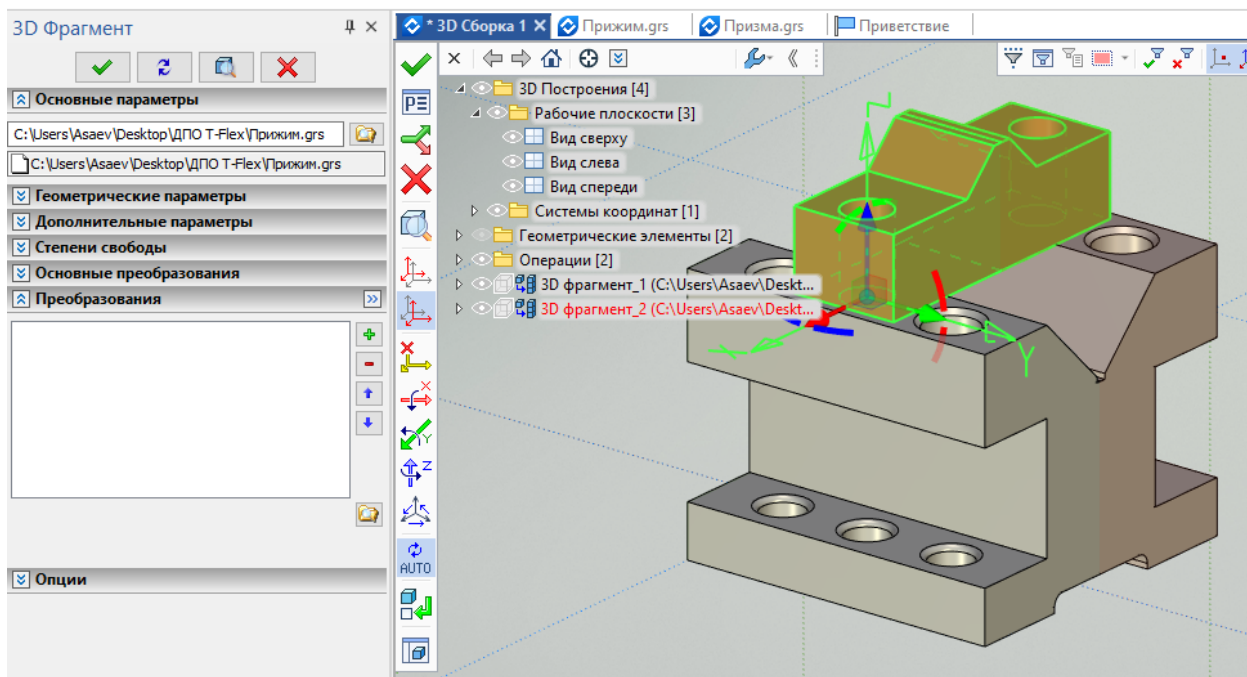 3D Фрагмент
Основные параметры
C:\Users\Asaev\Desktop\ДПО T-Flex\Прижим.grs
C:\Users\Asaev\Desktop\ДПО T-Flex\Прижим.grs
Геометрические параметры
Дополнительные параметры
Степени свободы
Основные преобразования
Преобразования
Опции
* 3D Сборка 1
Прижим.grs
Призма.grs
Приветствие
3D Построения [4]
Рабочие плоскости [3]
Вид сверху
Вид слева
Вид спереди
Системы координат [1]
Геометрические элементы [2]
Операции [2]
3D фрагмент_1 (C:\Users\Asaev\Deskt...
3D фрагмент_2 (C:\Users\Asaev\Deskt...
Y
Z
AUTO
Z
X
Y